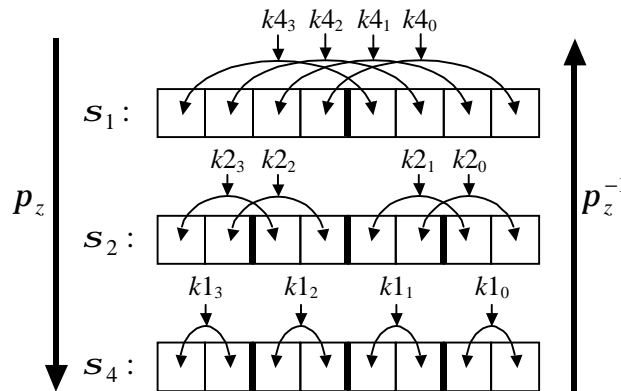 k4₃ k4₂ k4₁ k4₀
s₁:
k2₃ k2₂ k2₁ k2₀
p_z p_z⁻¹
s₂:
k1₃ k1₂ k1₁ k1₀
s₄: